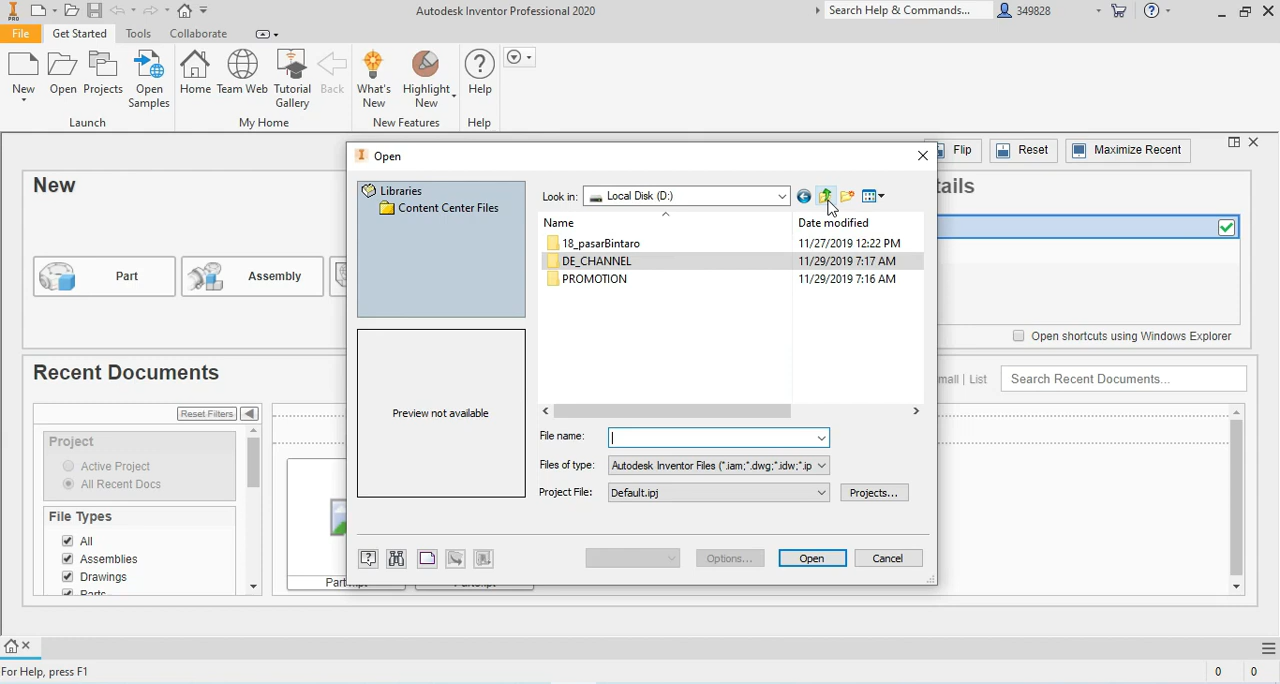 PRO
Autodesk Inventor Professional 2020
Search Help & Commands...
349828
File
Get Started
Tools
Collaborate
New
Open
Projects
Open
Samples
Home
Team Web
Tutorial
Gallery
Back
What's
New
Highlight
New
Help
Launch
My Home
New Features
Help
Open
Flip
Reset
Maximize Recent
New
tails
Libraries
Content Center Files
Look in:
Local Disk (D:)
Name
Date modified
18_pasarBintaro
11/27/2019 12:22 PM
DE_CHANNEL
11/29/2019 7:17 AM
PROMOTION
11/29/2019 7:16 AM
Part
Assembly
Open shortcuts using Windows Explorer
Recent Documents
mall | List
Search Recent Documents...
Reset Filters
Project
Active Project
All Recent Docs
File Types
All
Assemblies
Drawings
Parts
Preview not available
File name:
Files of type:
Autodesk Inventor Files (*.iam;*.dwg;*.idw;*.ip
Project File:
Default.ipj
Projects...
Options...
Open
Cancel
For Help, press F1
0
0